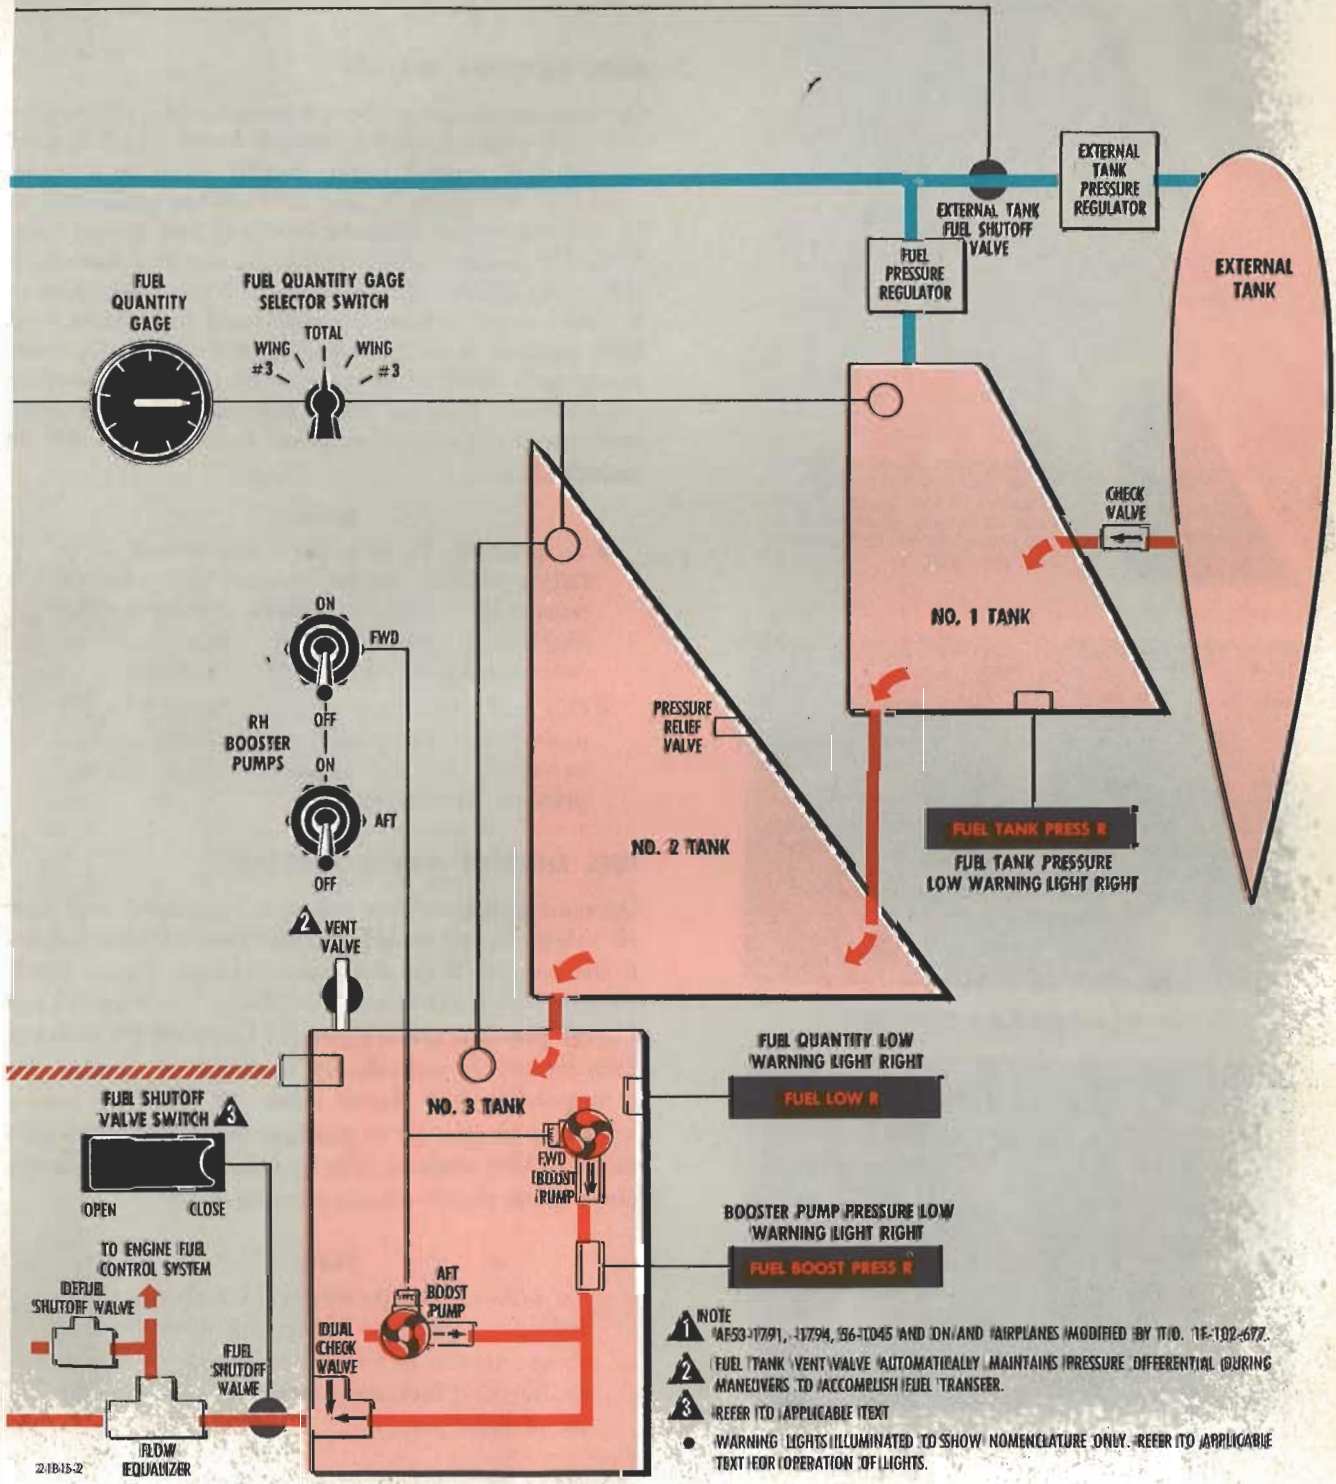 EXTERNAL
TANK
PRESSURE
REGULATOR
EXTERNAL TANK
FUEL SHUTOFF
VALVE
FUEL
PRESSURE
REGULATOR
EXTERNAL
TANK
FUEL
QUANTITY
GAGE
FUEL QUANTITY GAGE
SELECTOR SWITCH
TOTAL
WING
WING
#3
#3
CHECK
VALVE
NO. 1 TANK
ON
FWD
OFF
RH
BOOSTER
PUMPS
ON
AFT
OFF
PRESSURE
RELIEF
VALVE
NO. 2 TANK
FUEL TANK PRESS R
FUEL TANK PRESSURE
LOW WARNING LIGHT RIGHT
2 VENT
VALVE
FUEL QUANTITY LOW
WARNING LIGHT RIGHT
FUEL LOW R
NO. 3 TANK
FUEL SHUTOFF
VALVE SWITCH 3
OPEN
CLOSE
FWD
BOOST
PUMP
BOOSTER PUMP PRESSURE LOW
WARNING LIGHT RIGHT
FUEL BOOST PRESS R
TO ENGINE FUEL
CONTROL SYSTEM
DEFUEL
SHUTOFF VALVE
AFT
BOOST
PUMP
DUAL
CHECK
VALVE
FUEL
SHUTOFF
VALVE
FLOW
EQUALIZER
NOTE
1 AF53-1791, -1794, 56-1045 AND ON AND AIRPLANES MODIFIED BY T.O. 1F-102-677.
2 FUEL TANK VENT VALVE AUTOMATICALLY MAINTAINS PRESSURE DIFFERENTIAL DURING
MANEUVERS TO ACCOMPLISH FUEL TRANSFER.
3 REFER TO APPLICABLE TEXT
● WARNING LIGHTS ILLUMINATED TO SHOW NOMENCLATURE ONLY. REFER TO APPLICABLE
TEXT FOR OPERATION OF LIGHTS.